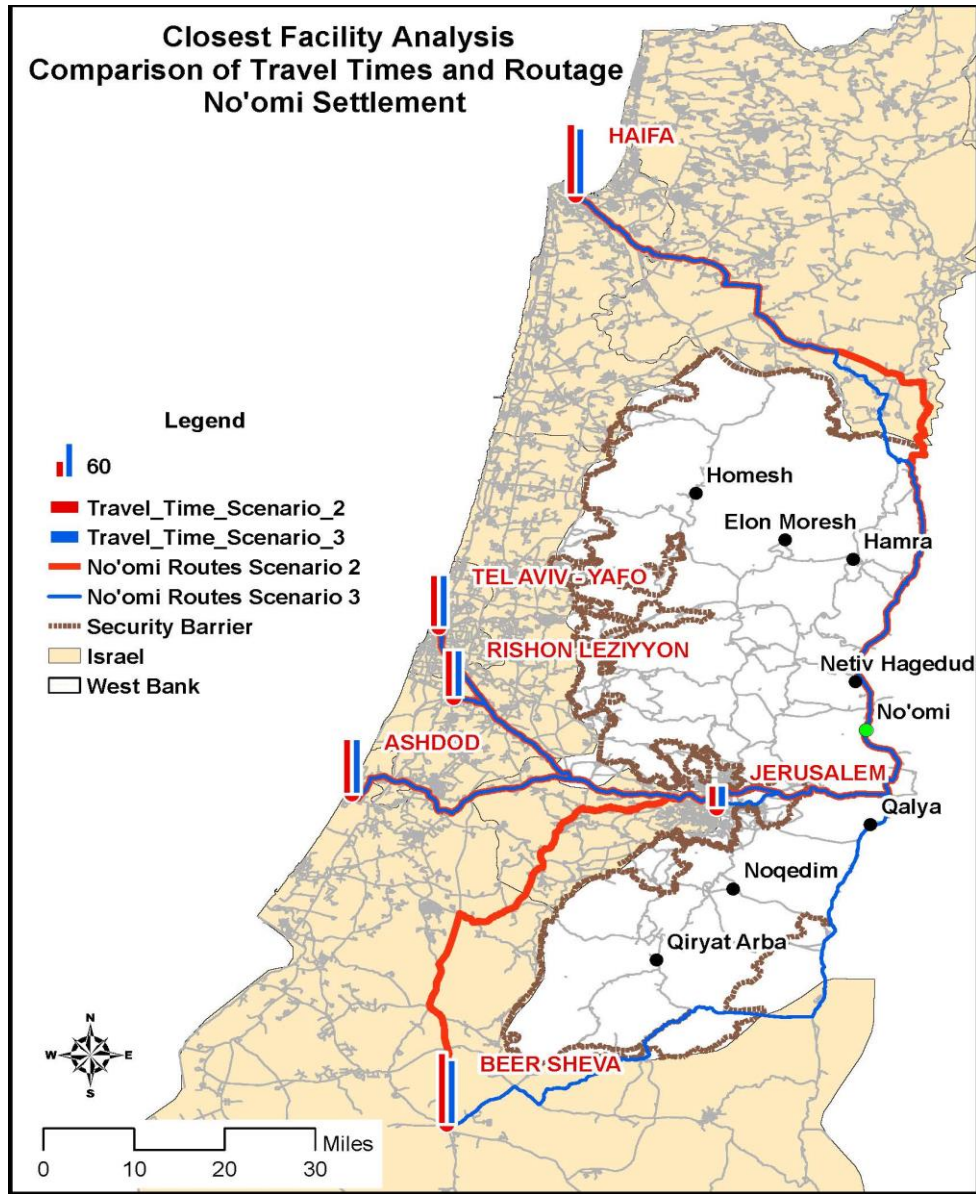 Closest Facility Analysis
Comparison of Travel Times and Routage
No'omi Settlement
HAIFA
Legend
60
Travel_Time_Scenario_2
Travel_Time_Scenario_3
No'omi Routes Scenario 2
No'omi Routes Scenario 3
Security Barrier
Israel
West Bank
Homesh
Elon Moresh
Hamra
TEL AVIV - YAFO
RISHON LEZIYYON
Netiv Hagedud
No'omi
ASHDOD
JERUSALEM
Qalya
Noqedim
Qiryat Arba
BEER SHEVA
N
W E
S
Miles
0 10 20 30